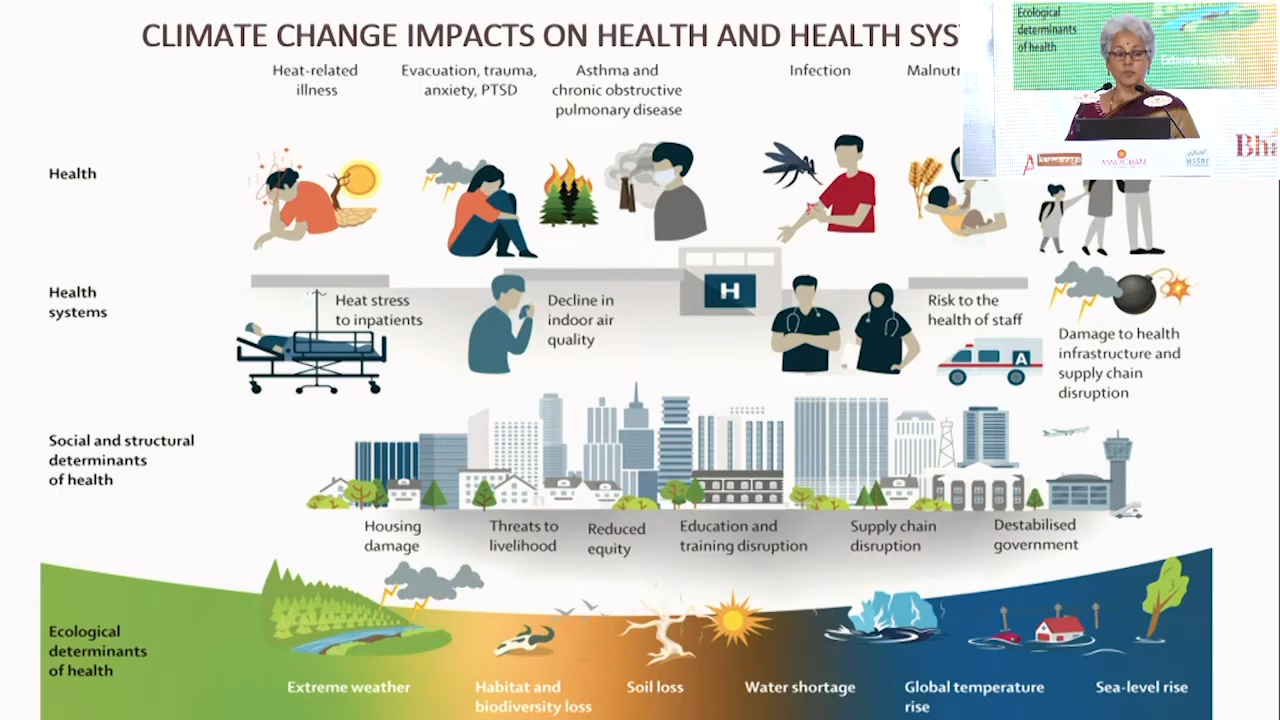 CLIMATE CHANGE IMPACTS ON HEALTH AND HEALTH
Heat-related
illness
Evacuation, trauma,
anxiety, PTSD
Asthma and
chronic obstructive
pulmonary disease
Infection
Health
Health
systems
Heat stress
to inpatients
Decline in
indoor air
quality
H
Risk to the
health of staff
A
Damage to health
infrastructure and
supply chain
disruption
Social and structural
determinants
of health
Housing
damage
Threats to
livelihood
Reduced
equity
Education and
training disruption
Supply chain
disruption
Destabilised
government
Ecological
determinants
of health
Extreme weather
Habitat and
biodiversity loss
Soil loss
Water shortage
Global temperature
rise
Sea-level rise
Ecological
determinants
of health
Extreme weather
ASSOCHAM